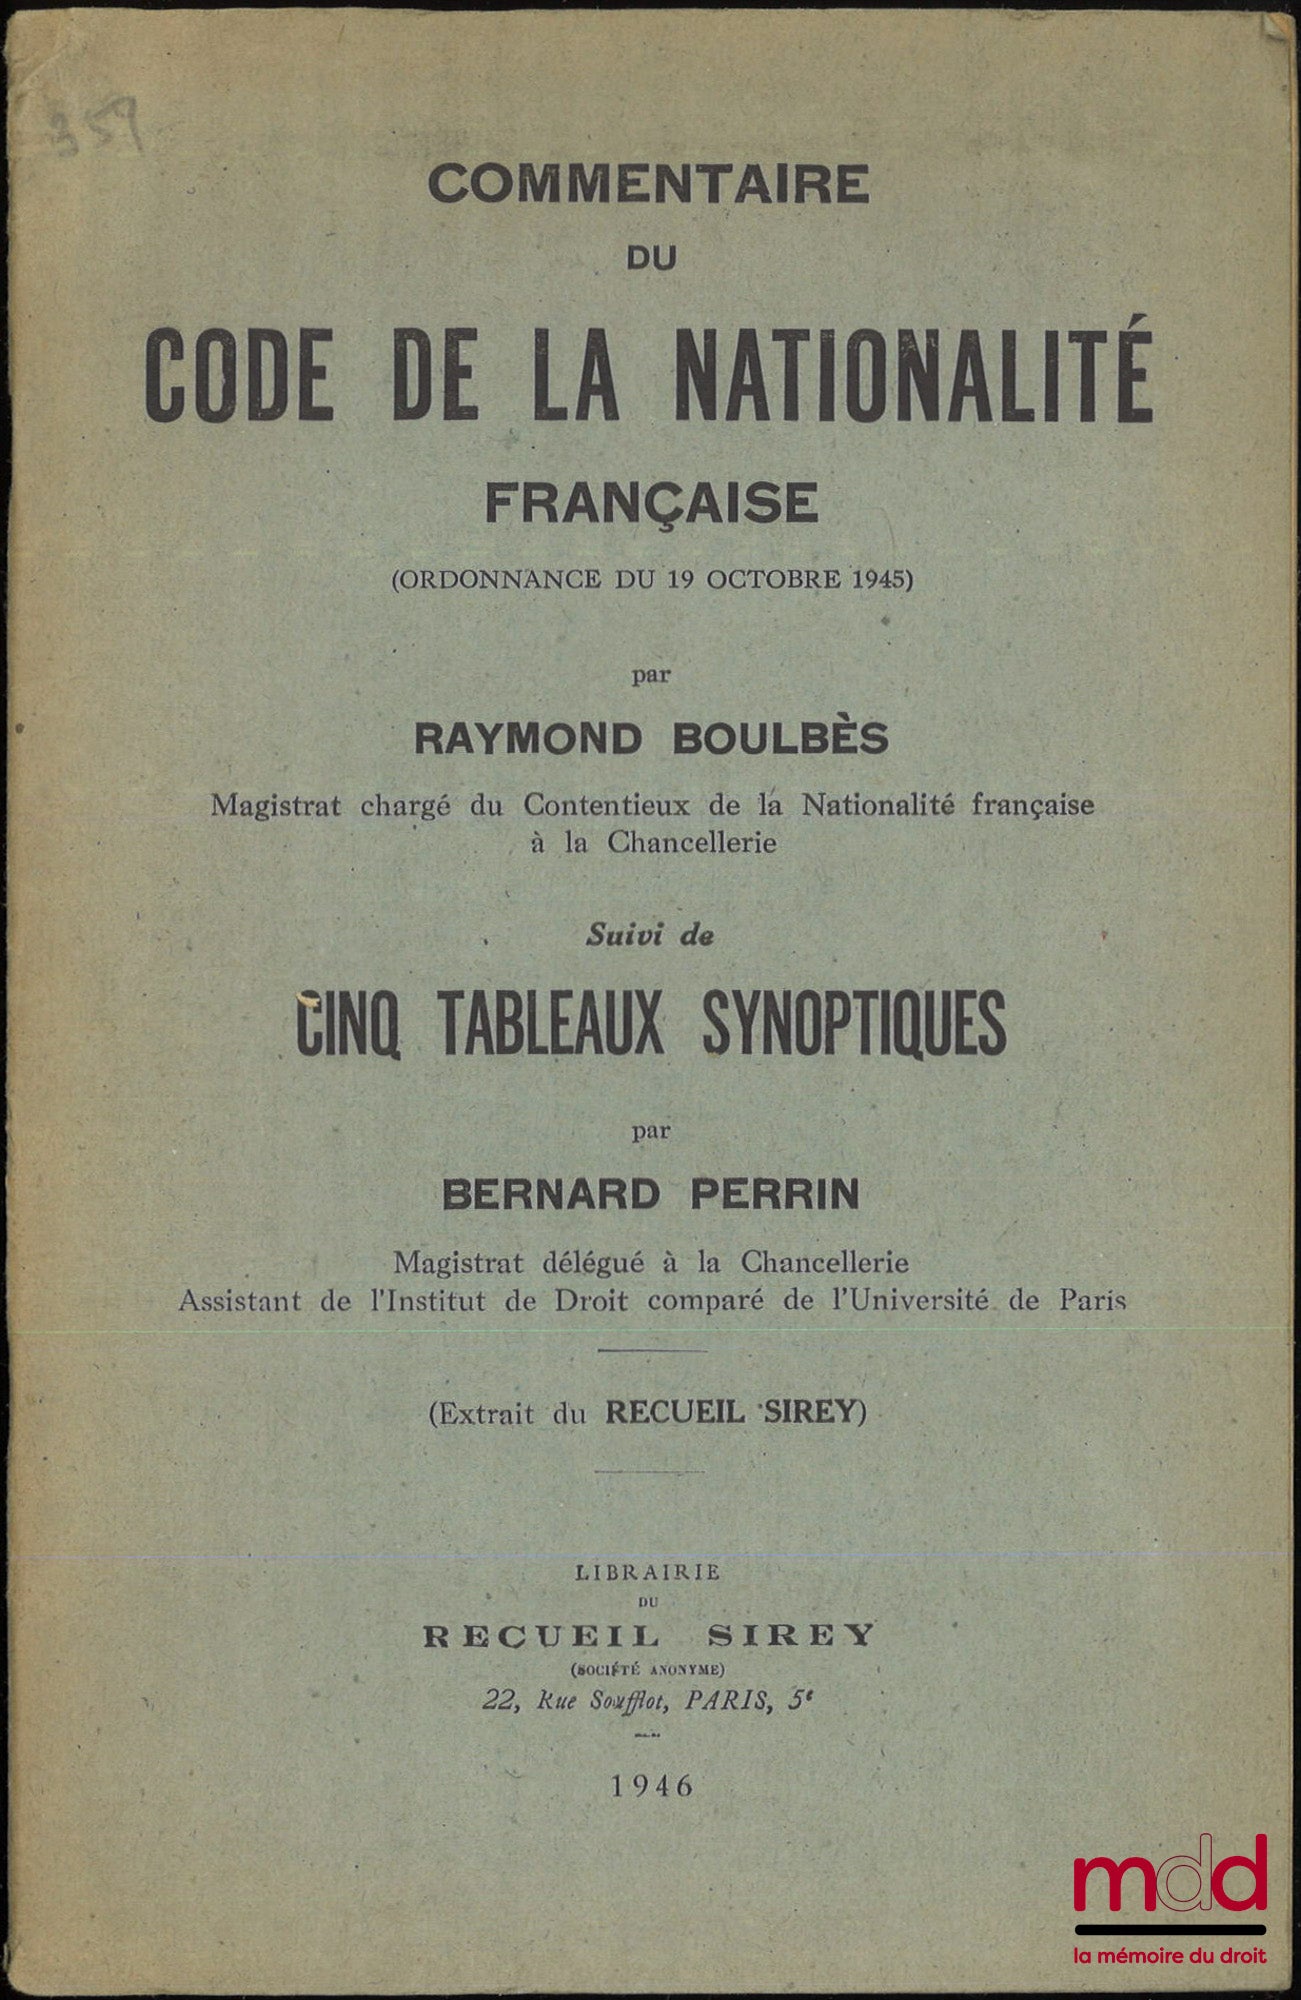 359
COMMENTAIRE
DU
CODE DE LA NATIONALITÉ
FRANÇAISE
(ORDONNANCE DU 19 OCTOBRE 1945)
par
RAYMOND BOULBÈS
Magistrat chargé du Contentieux de la Nationalité française
à la Chancellerie
Suivi de
CINQ TABLEAUX SYNOPTIQUES
par
BERNARD PERRIN
Magistrat délégué à la Chancellerie
Assistant de l'Institut de Droit comparé de l'Université de Paris
(Extrait du RECUEIL SIREY)
LIBRAIRIE
DU
RECUEIL SIREY
(SOCIÉTÉ ANONYME)
22, Rue Soufflot, PARIS, 5e
1946
mdd
la mémoire du droit